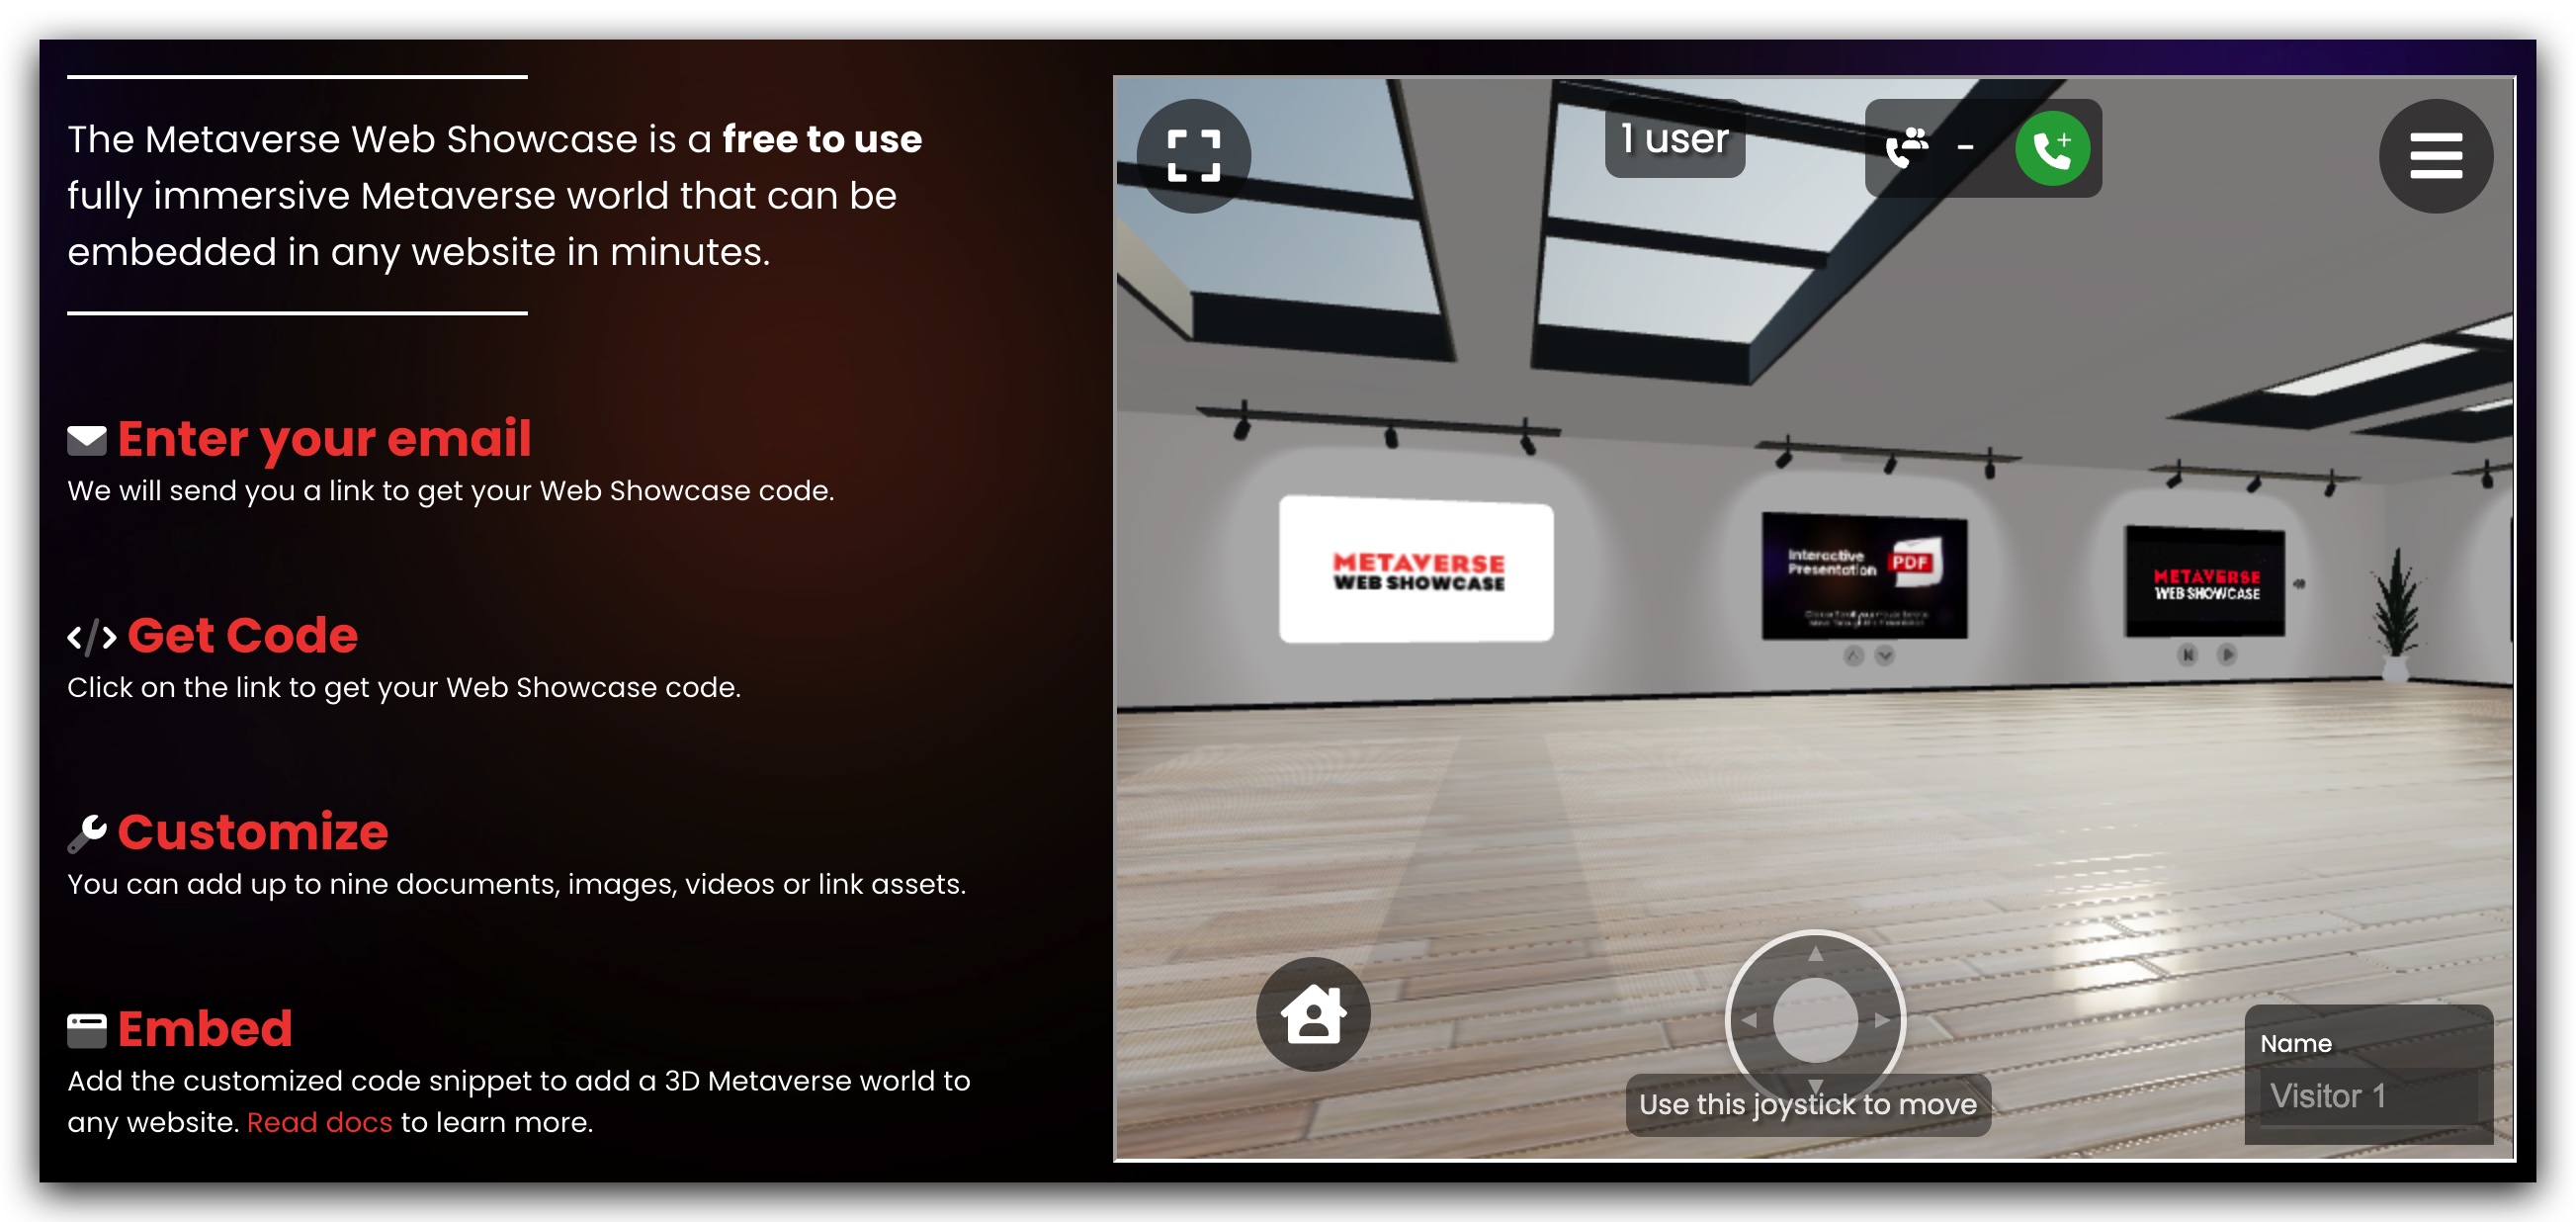 The Metaverse Web Showcase is a free to use
fully immersive Metaverse world that can be
embedded in any website in minutes.
Enter your email
We will send you a link to get your Web Showcase code.
Get Code
Click on the link to get your Web Showcase code.
Customize
You can add up to nine documents, images, videos or link assets.
Embed
Add the customized code snippet to add a 3D Metaverse world to
any website. Read docs to learn more.
1 user
-
METAVERSE
WEB SHOWCASE
Interactive
Presentation
PDF
METAVERSE
WEB SHOWCASE
Use this joystick to move
Name
Visitor 1